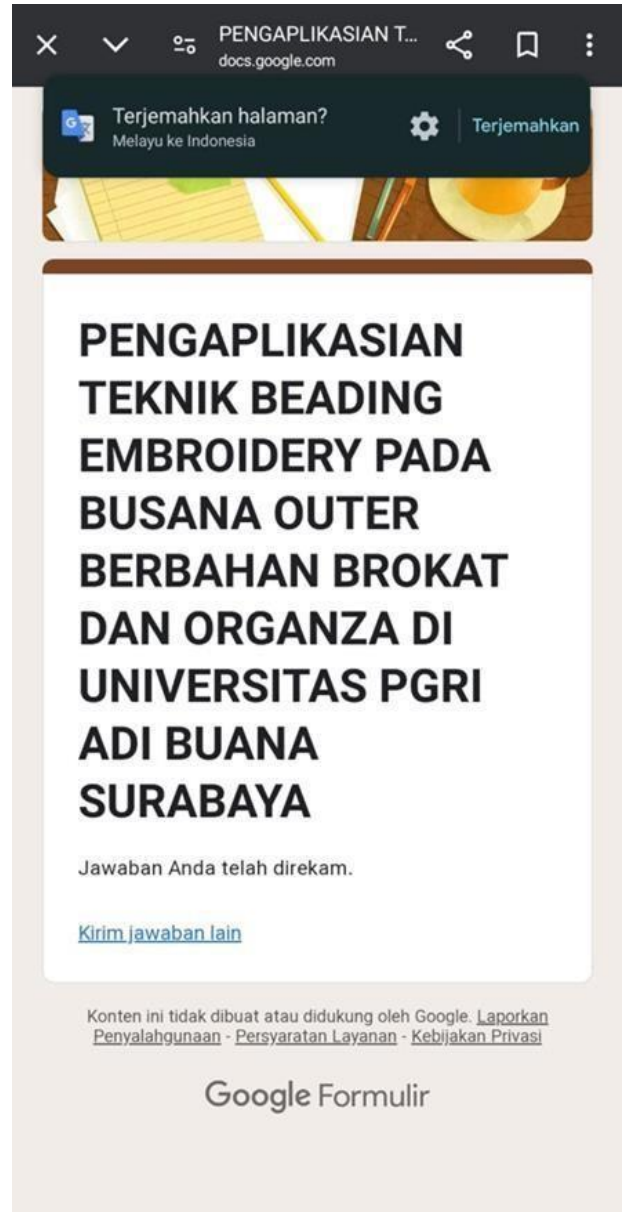 PENGAPLIKASIAN T...
docs.google.com
Terjemahkan halaman?
Melayu ke Indonesia
Terjemahkan
PENGAPLIKASIAN
TEKNIK BEADING
EMBROIDERY PADA
BUSANA OUTER
BERBAHAN BROKAT
DAN ORGANZA DI
UNIVERSITAS PGRI
ADI BUANA
SURABAYA
Jawaban Anda telah direkam.
Kirim jawaban lain
Konten ini tidak dibuat atau didukung oleh Google. Laporkan
Penyalahgunaan - Persyaratan Layanan - Kebijakan Privasi
Google Formulir